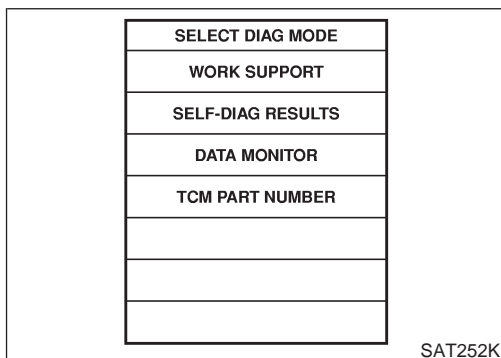 SELECT DIAG MODE
WORK SUPPORT
SELF-DIAG RESULTS
DATA MONITOR
TCM PART NUMBER
SAT252K